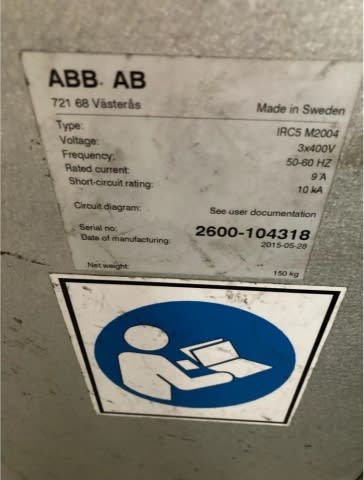 ABB AB
721 68 Västerås
Made in Sweden
Type: IRC5 M2004
Voltage: 3x400V
Frequency: 50-60 HZ
Rated current: 9 A
Short-circuit rating: 10 kA
Circuit diagram: See user documentation
Serial no: 2600-104318
Date of manufacturing: 2015-05-28
Net weight: 150 kg